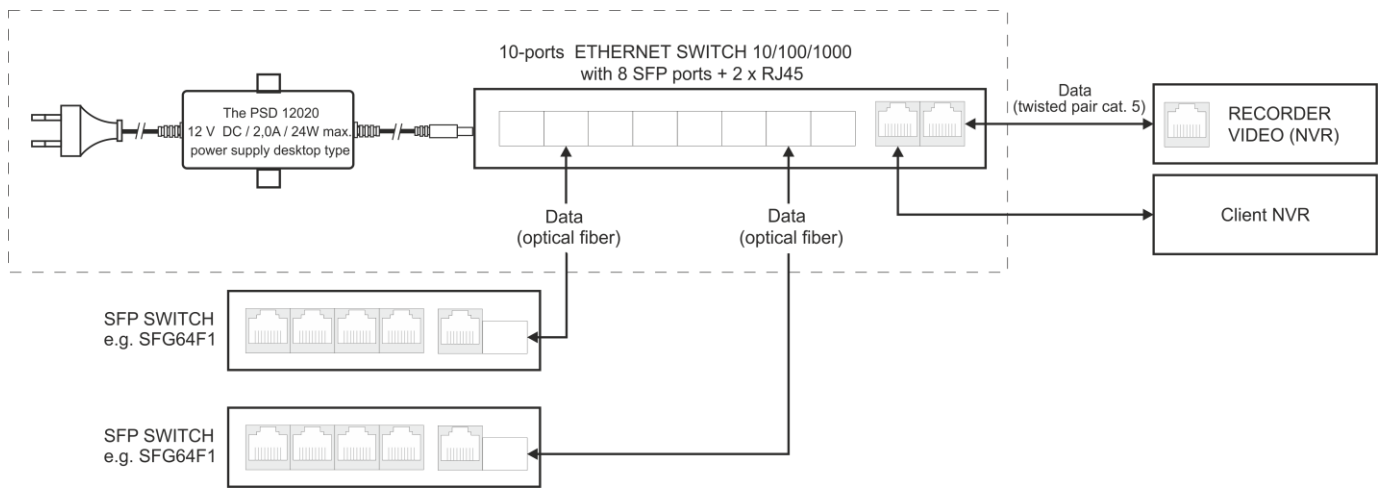 10-ports ETHERNET SWITCH 10/100/1000
with 8 SFP ports + 2 x RJ45
The PSD 12020
12 V DC / 2,0A / 24W max.
power supply desktop type
Data
(twisted pair cat. 5)
RECORDER
VIDEO (NVR)
Client NVR
Data
(optical fiber)
Data
(optical fiber)
SFP SWITCH
e.g. SFG64F1
SFP SWITCH
e.g. SFG64F1